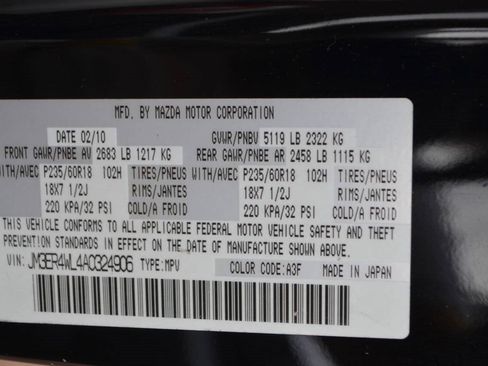 MFD. BY MAZDA MOTOR CORPORATION
DATE 02/10 GVWR/PNBV 5119 LB 2322 KG
FRONT GAWR/PNBE AV 2683 LB 1217 KG REAR GAWR/PNBE AR 2458 LB 1115 KG
WITH/AVEC P235/60R18 102H TIRES/PNEUS WITH/AVEC P235/60R18 102H TIRES/PNEUS
18X7 1/2J RIMS/JANTES 18X7 1/2J RIMS/JANTES
220 KPA/32 PSI COLD/A FROID 220 KPA/32 PSI COLD/A FROID
THIS VEHICLE CONFORMS TO ALL APPLICABLE FEDERAL MOTOR VEHICLE SAFETY AND
THEFT PREVENTION STANDARDS IN EFFECT ON THE DATE OF MANUFACTURE SHOWN ABOVE.
VIN: JM3ER4WL4A0324906 TYPE: MPV COLOR CODE: A3F MADE IN JAPAN